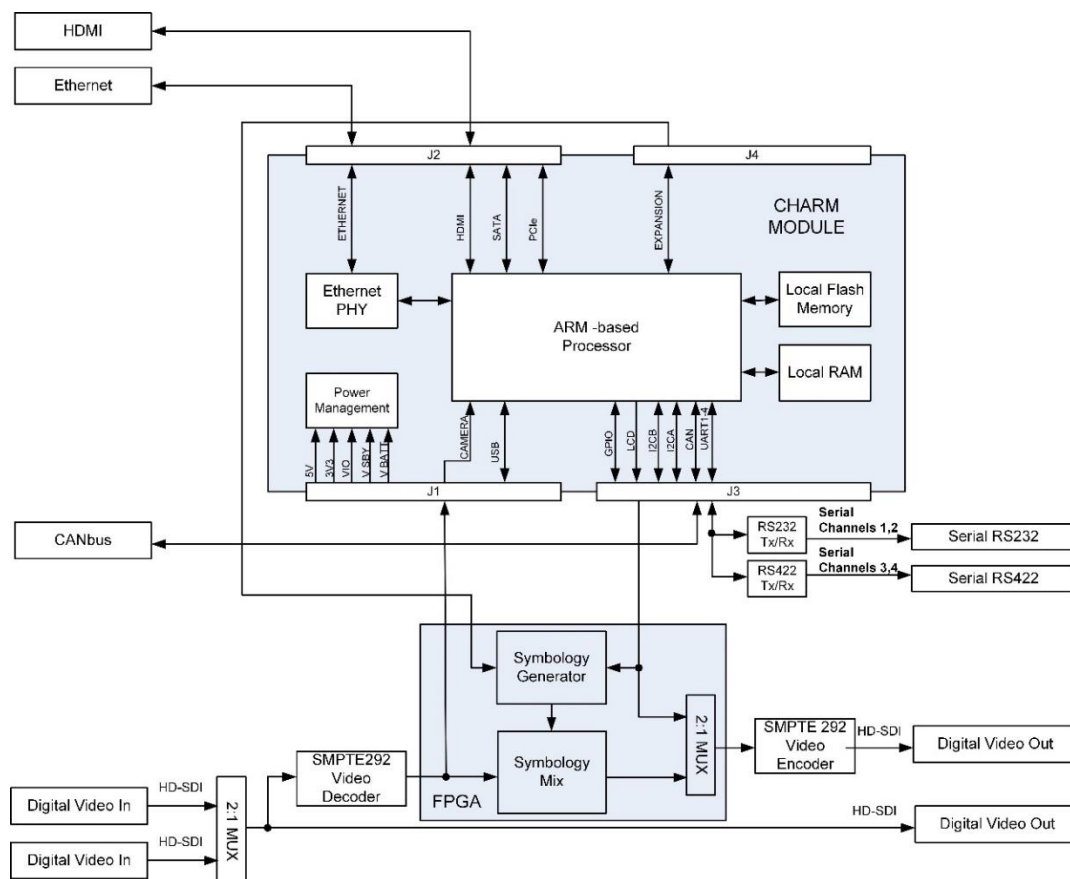 HDMI
Ethernet
J2
J4
ETHERNET
HDMI
SATA
PCIe
EXPANSION
CHARM
MODULE
Ethernet
PHY
ARM -based
Processor
Local Flash
Memory
Local RAM
Power
Management
5V
3V3
VIO
V SBY
V BATT
CAMERA
USB
GPIO
LCD
I2CB
I2CA
CAN
UART1-4
J1
J3
CANbus
RS232
Tx/Rx
Serial
Channels 1,2
Serial RS232
RS422
Tx/Rx
Serial
Channels 3,4
Serial RS422
Symbology
Generator
Symbology
Mix
2:1 MUX
FPGA
SMPTE 292
Video
Encoder
HD-SDI
Digital Video Out
SMPTE292
Video
Decoder
Digital Video In
HD-SDI
Digital Video In
HD-SDI
2:1 MUX
HD-SDI
Digital Video Out